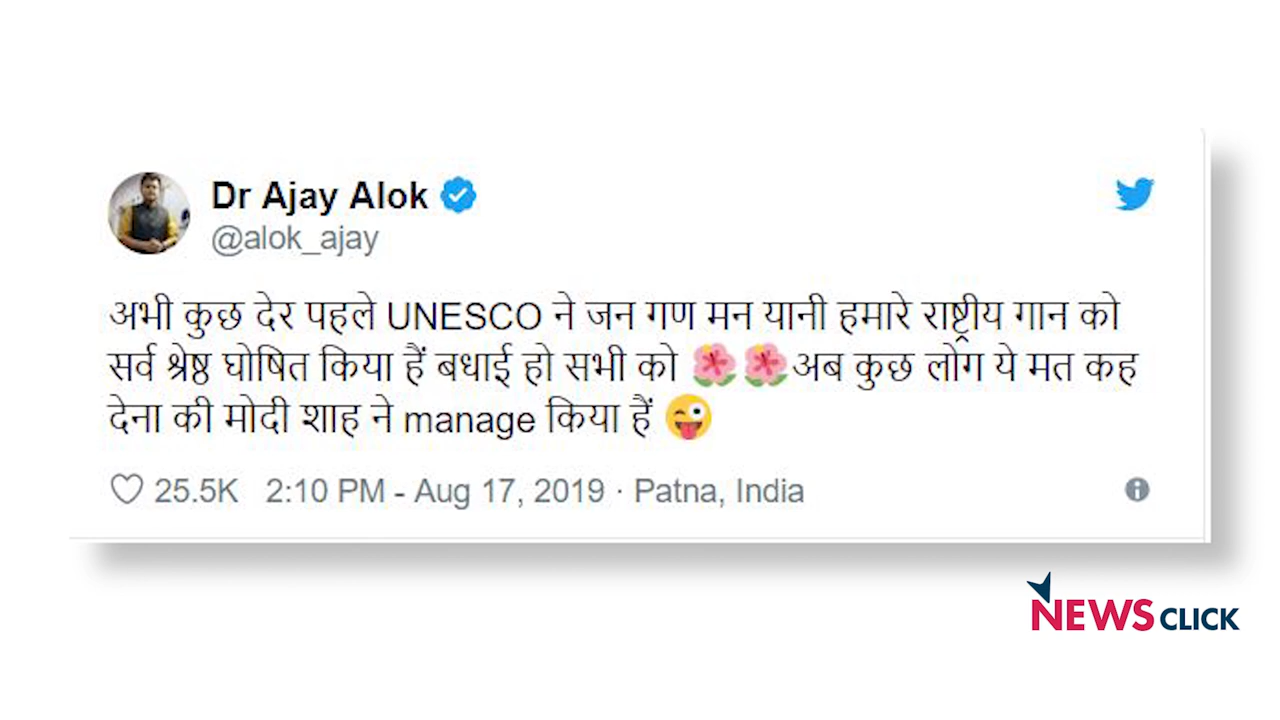 Dr Ajay Alok
@alok_ajay
अभी कुछ देर पहले UNESCO ने जन गण मन यानी हमारे राष्ट्रीय गान को
सर्व श्रेष्ठ घोषित किया हैं बधाई हो सभी को 🌺🌺अब कुछ लोग ये मत कह
देना की मोदी शाह ने manage किया हैं 😜
25.5K 2:10 PM - Aug 17, 2019 · Patna, India
NEWSCLICK